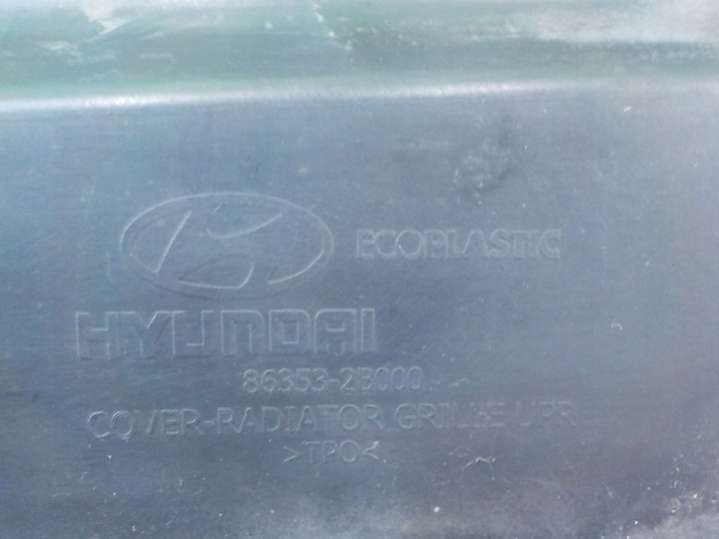 ECOPLASTIC
HYUNDAI
86353-2B000
COVER-RADIATOR GRILLE UPR
>TPO<